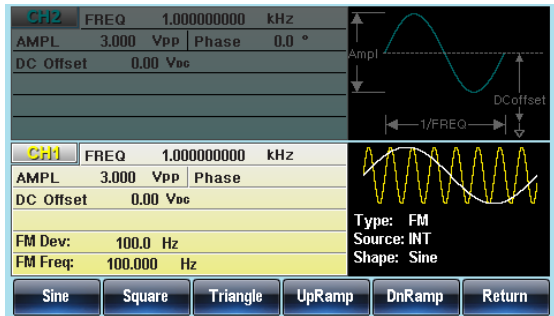 CH2 FREQ 1.000000000 kHz
AMPL 3.000 VPP Phase 0.0 °
DC Offset 0.00 VDC
Ampl
DCoffset
1/FREQ
CH1 FREQ 1.000000000 kHz
AMPL 3.000 VPP Phase
DC Offset 0.00 VDC
FM Dev: 100.0 Hz
FM Freq: 100.000 Hz
Type: FM
Source: INT
Shape: Sine
Sine Square Triangle UpRamp DnRamp Return